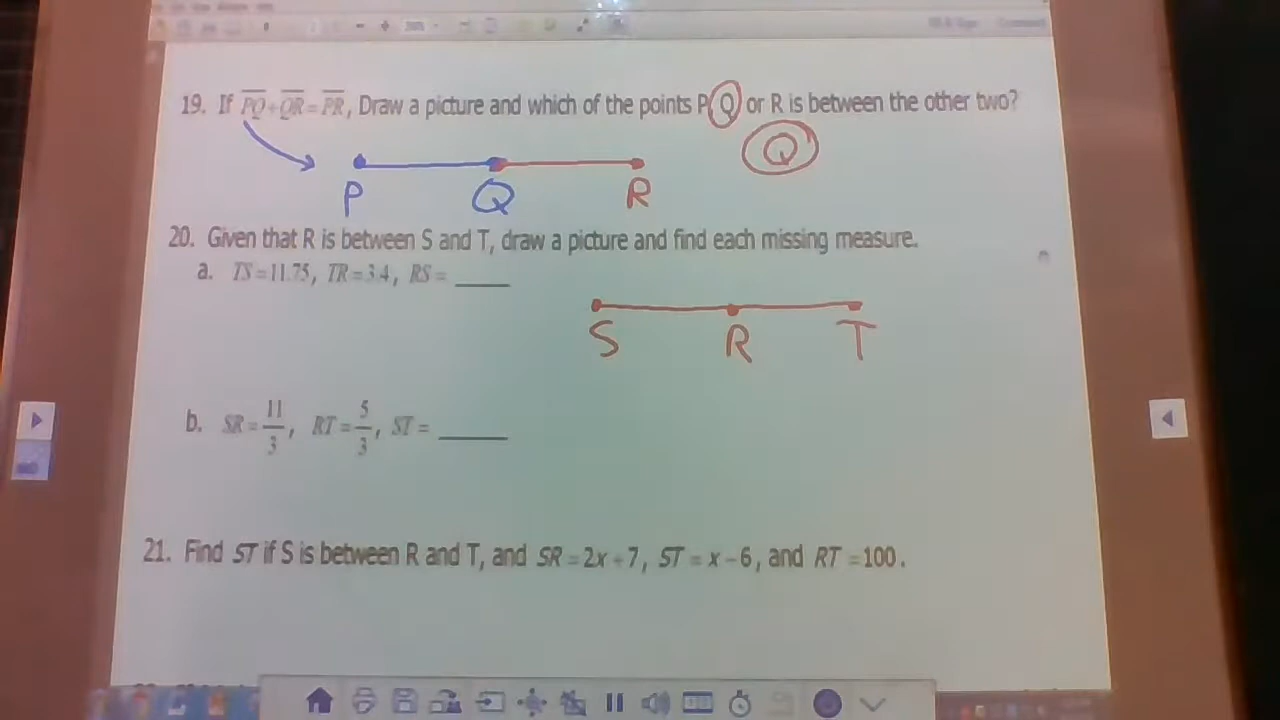 19. If PQ + QR = PR, Draw a picture and which of the points P, Q or R is between the other two?
Q
P Q R
20. Given that R is between S and T, draw a picture and find each missing measure.
a. TS = 11.75, TR = 3.4, RS = ____
S R T
b. SR = 11/3, RT = 5/3, ST = ____
21. Find ST if S is between R and T, and SR = 2x + 7, ST = x − 6, and RT = 100.